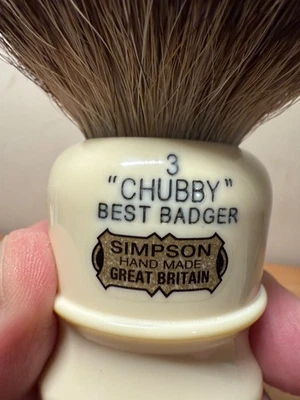 3
"CHUBBY"
BEST BADGER
SIMPSON
HAND MADE
GREAT BRITAIN